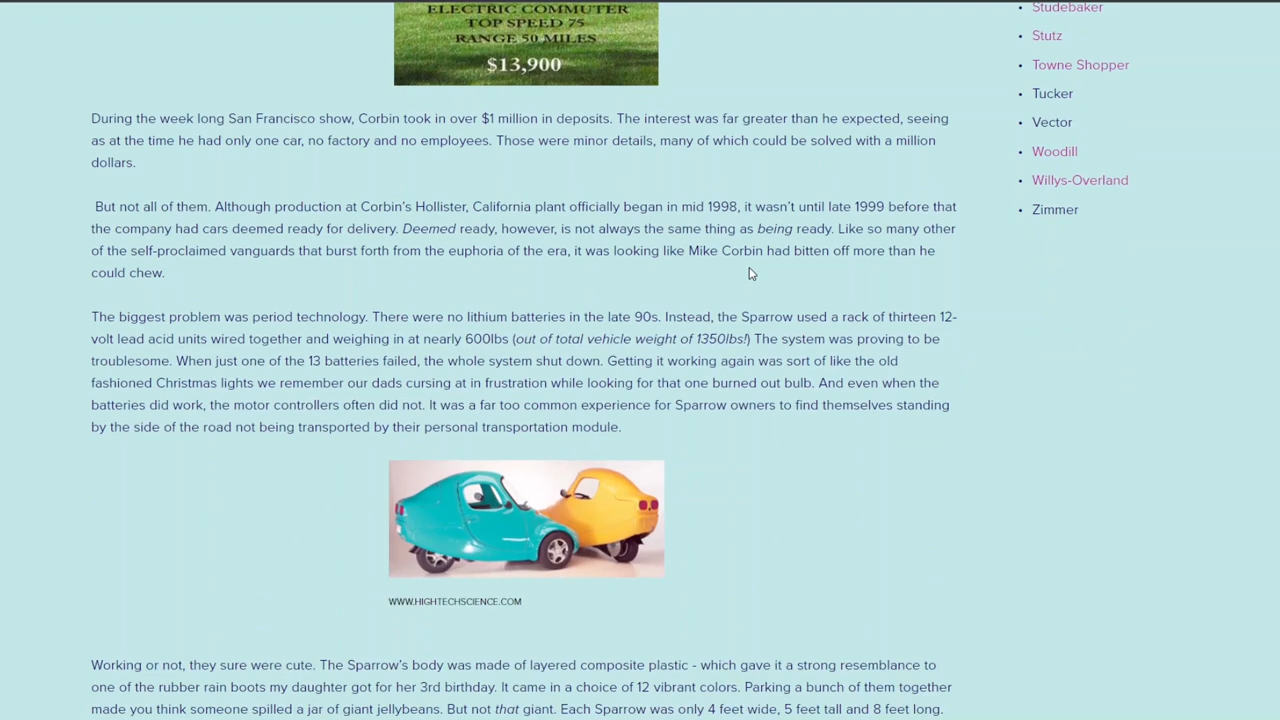 ELECTRIC COMMUTER
TOP SPEED 75
RANGE 50 MILES
$13,900
During the week long San Francisco show, Corbin took in over $1 million in deposits. The interest was far greater than he expected, seeing
as at the time he had only one car, no factory and no employees. Those were minor details, many of which could be solved with a million
dollars.
But not all of them. Although production at Corbin’s Hollister, California plant officially began in mid 1998, it wasn’t until late 1999 before that
the company had cars deemed ready for delivery. Deemed ready, however, is not always the same thing as being ready. Like so many other
of the self-proclaimed vanguards that burst forth from the euphoria of the era, it was looking like Mike Corbin had bitten off more than he
could chew.
The biggest problem was period technology. There were no lithium batteries in the late 90s. Instead, the Sparrow used a rack of thirteen 12-
volt lead acid units wired together and weighing in at nearly 600lbs (out of total vehicle weight of 1350lbs!) The system was proving to be
troublesome. When just one of the 13 batteries failed, the whole system shut down. Getting it working again was sort of like the old
fashioned Christmas lights we remember our dads cursing at in frustration while looking for that one burned out bulb. And even when the
batteries did work, the motor controllers often did not. It was a far too common experience for Sparrow owners to find themselves standing
by the side of the road not being transported by their personal transportation module.
WWW.HIGHTECHSCIENCE.COM
Working or not, they sure were cute. The Sparrow’s body was made of layered composite plastic - which gave it a strong resemblance to
one of the rubber rain boots my daughter got for her 3rd birthday. It came in a choice of 12 vibrant colors. Parking a bunch of them together
made you think someone spilled a jar of giant jellybeans. But not that giant. Each Sparrow was only 4 feet wide, 5 feet tall and 8 feet long.
Studebaker
Stutz
Towne Shopper
Tucker
Vector
Woodill
Willys-Overland
Zimmer